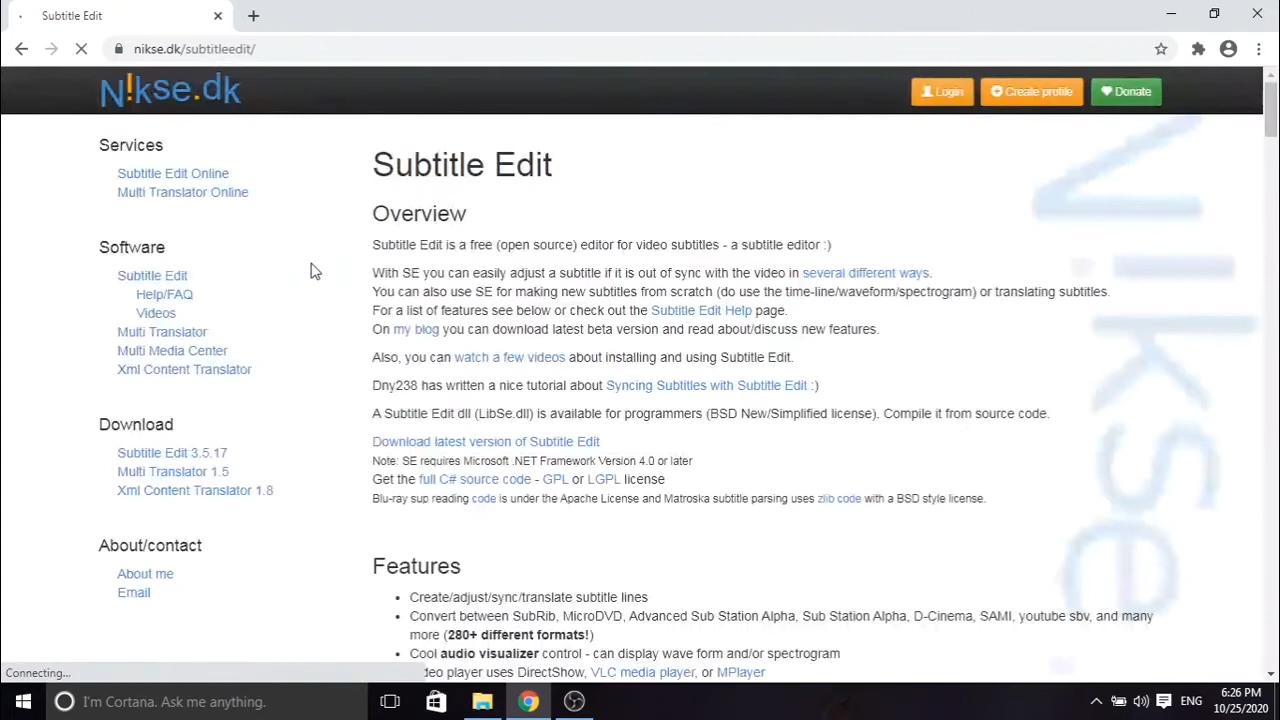 Subtitle Edit
nikse.dk/subtitleedit/
N!kse.dk
Login
Create profile
Donate
Services
Subtitle Edit Online
Multi Translator Online
Software
Subtitle Edit
Help/FAQ
Videos
Multi Translator
Multi Media Center
Xml Content Translator
Download
Subtitle Edit 3.5.17
Multi Translator 1.5
Xml Content Translator 1.8
About/contact
About me
Email
Subtitle Edit
Overview
Subtitle Edit is a free (open source) editor for video subtitles - a subtitle editor :)
With SE you can easily adjust a subtitle if it is out of sync with the video in several different ways.
You can also use SE for making new subtitles from scratch (do use the time-line/waveform/spectrogram) or translating subtitles.
For a list of features see below or check out the Subtitle Edit Help page.
On my blog you can download latest beta version and read about/discuss new features.
Also, you can watch a few videos about installing and using Subtitle Edit.
Dny238 has written a nice tutorial about Syncing Subtitles with Subtitle Edit :)
A Subtitle Edit dll (LibSe.dll) is available for programmers (BSD New/Simplified license). Compile it from source code.
Download latest version of Subtitle Edit
Note: SE requires Microsoft .NET Framework Version 4.0 or later
Get the full C# source code - GPL or LGPL license
Blu-ray sup reading code is under the Apache License and Matroska subtitle parsing uses zlib code with a BSD style license.
Features
• Create/adjust/sync/translate subtitle lines
• Convert between SubRib, MicroDVD, Advanced Sub Station Alpha, Sub Station Alpha, D-Cinema, SAMI, youtube sbv, and many
more (280+ different formats!)
• Cool audio visualizer control - can display wave form and/or spectrogram
player uses DirectShow, VLC media player, or MPlayer
Nikse
Connecting...
I'm Cortana. Ask me anything.
ENG
6:26 PM
10/25/2020